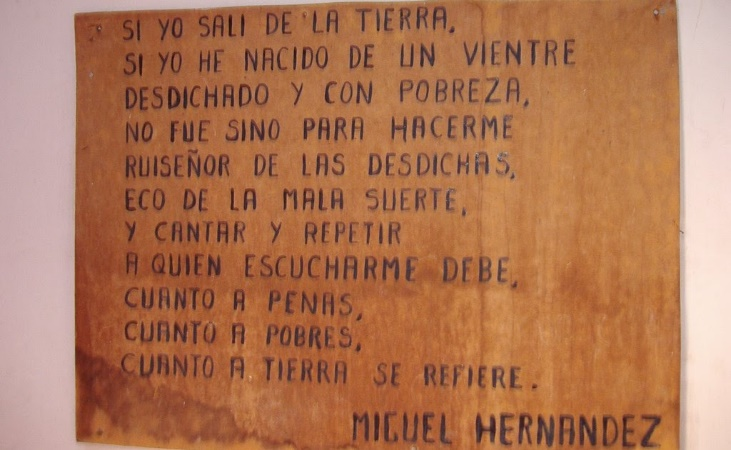 SI YO SALI DE LA TIERRA,
SI YO HE NACIDO DE UN VIENTRE
DESDICHADO Y CON POBREZA,
NO FUE SINO PARA HACERME
RUISEÑOR DE LAS DESDICHAS,
ECO DE LA MALA SUERTE,
Y CANTAR Y REPETIR
A QUIEN ESCUCHARME DEBE,
CUANTO A PENAS,
CUANTO A POBRES,
CUANTO A TIERRA SE REFIERE.
MIGUEL HERNANDEZ